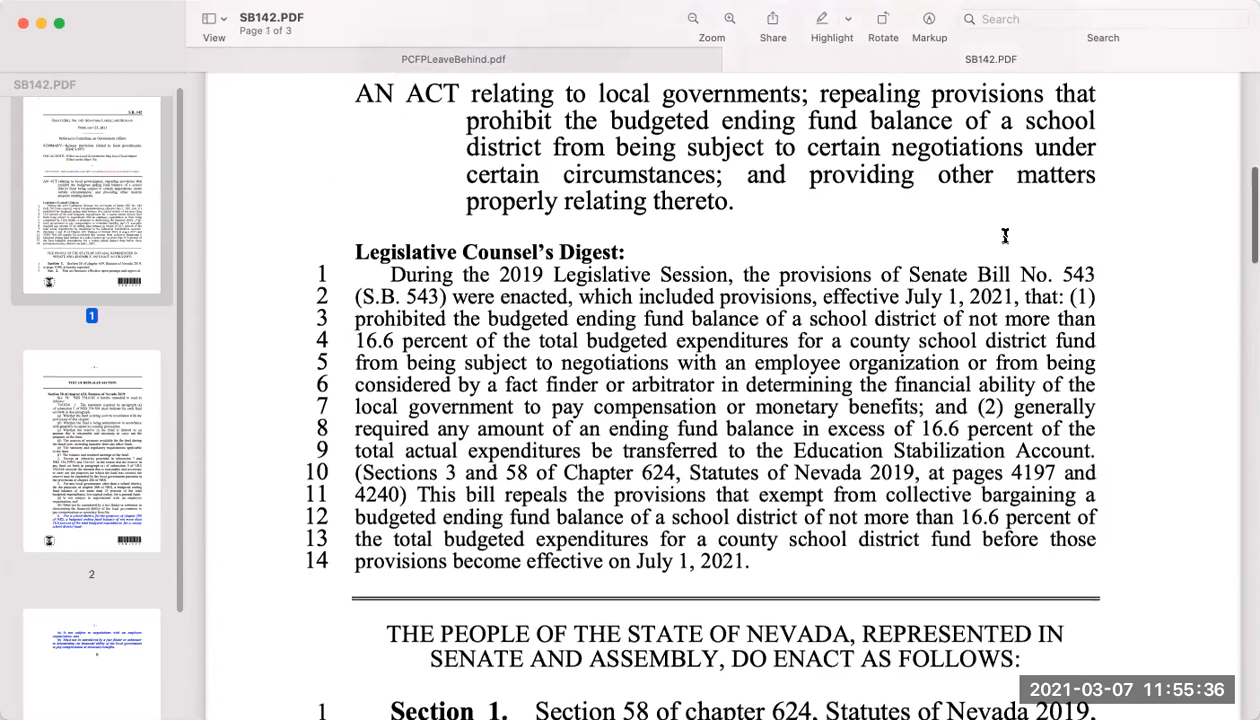 SB142.PDF
Page 1 of 3
View
Zoom
Share
Highlight
Rotate
Markup
Search
Search
PCFPLeaveBehind.pdf
SB142.PDF
SB142.PDF
1
2
AN ACT relating to local governments; repealing provisions that
prohibit the budgeted ending fund balance of a school
district from being subject to certain negotiations under
certain circumstances; and providing other matters
properly relating thereto.
Legislative Counsel's Digest:
1 During the 2019 Legislative Session, the provisions of Senate Bill No. 543
2 (S.B. 543) were enacted, which included provisions, effective July 1, 2021, that: (1)
3 prohibited the budgeted ending fund balance of a school district of not more than
4 16.6 percent of the total budgeted expenditures for a county school district fund
5 from being subject to negotiations with an employee organization or from being
6 considered by a fact finder or arbitrator in determining the financial ability of the
7 local government to pay compensation or monetary benefits; and (2) generally
8 required any amount of an ending fund balance in excess of 16.6 percent of the
9 total actual expenditures be transferred to the Education Stabilization Account.
10 (Sections 3 and 58 of Chapter 624, Statutes of Nevada 2019, at pages 4197 and
11 4240) This bill repeals the provisions that exempt from collective bargaining a
12 budgeted ending fund balance of a school district of not more than 16.6 percent of
13 the total budgeted expenditures for a county school district fund before those
14 provisions become effective on July 1, 2021.
THE PEOPLE OF THE STATE OF NEVADA, REPRESENTED IN
SENATE AND ASSEMBLY, DO ENACT AS FOLLOWS:
1 Section 1. Section 58 of chapter 624, Statutes of Nevada 2019,
2021-03-07 11:55:36